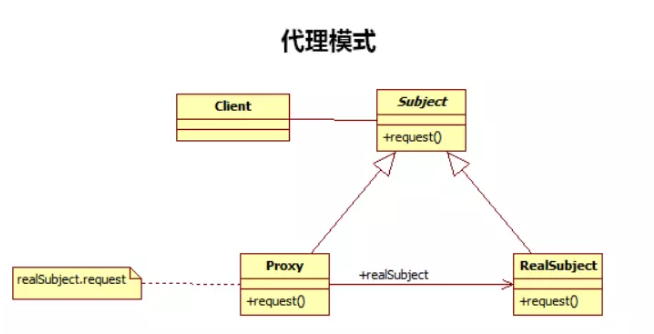 代理模式
Client
Subject
+request()
Proxy
+realSubject
RealSubject
realSubject.request
+request()
+request()